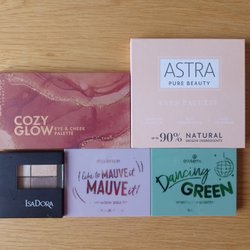 COZY
GLOW
EYE & CHEEK
PALETTE
ASTRA
PURE BEAUTY
90% NATURAL
ISADORA
essence
I like to MAUVE it
MAUVE it!
essence
Dancing
GREEN